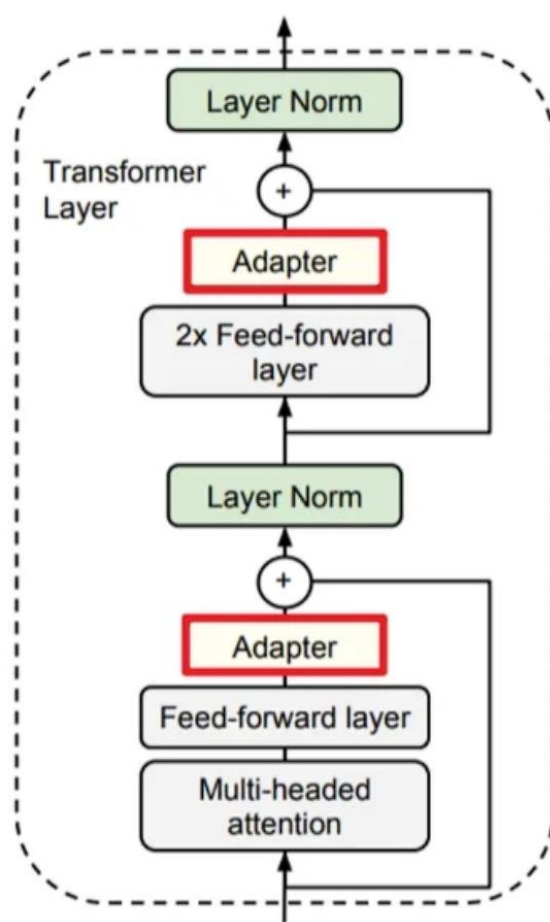 Layer Norm
Transformer
Layer
+
Adapter
2x Feed-forward
layer
Layer Norm
+
Adapter
Feed-forward layer
Multi-headed
attention